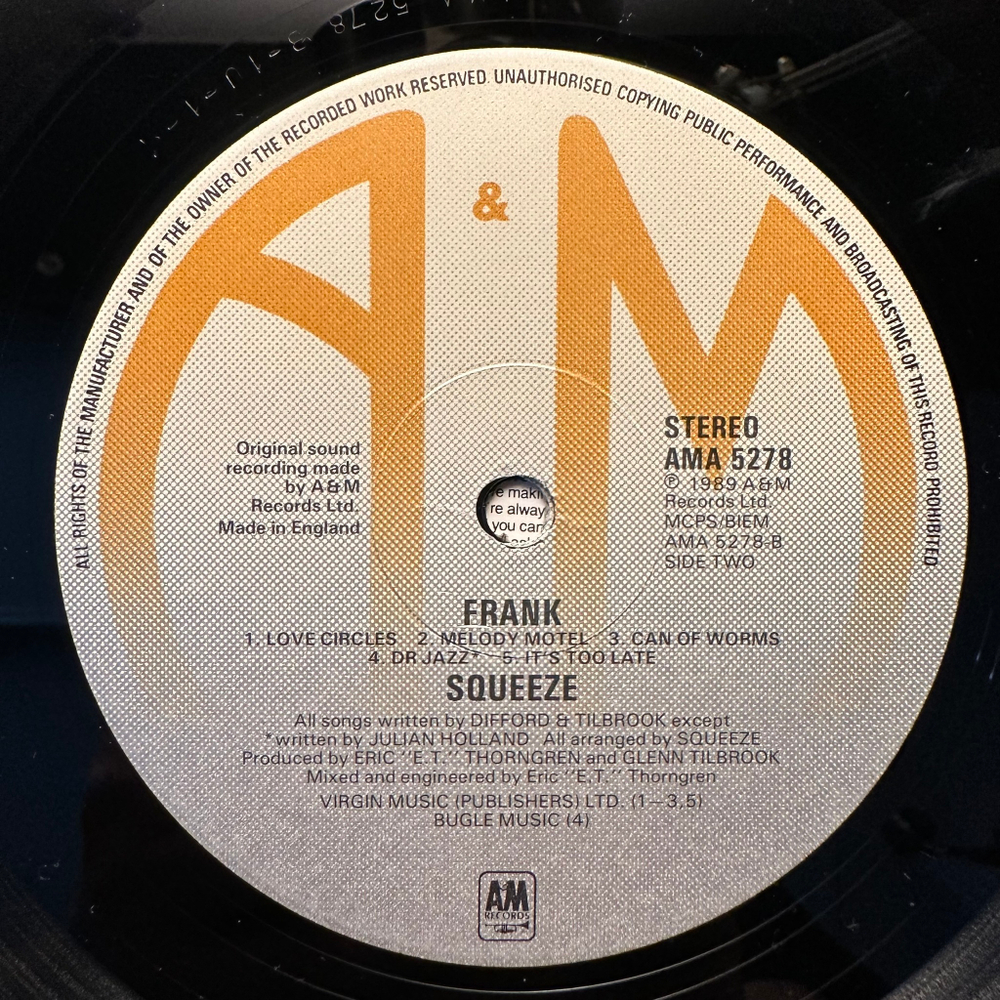 ALL RIGHTS OF THE MANUFACTURER AND OF THE OWNER OF THE RECORDED WORK RESERVED. UNAUTHORISED COPYING PUBLIC PERFORMANCE AND BROADCASTING OF THIS RECORD PROHIBITED
A & M
Original sound
recording made
by A&M
Records Ltd.
Made in England
STEREO
AMA 5278
℗ 1989 A&M
Records Ltd.
MCPS/BIEM
AMA 5278-B
SIDE TWO
re alway
you can
FRANK
1. LOVE CIRCLES 2. MELODY MOTEL 3. CAN OF WORMS
4. DR JAZZ* 5. IT'S TOO LATE
SQUEEZE
All songs written by DIFFORD & TILBROOK except
*written by JULIAN HOLLAND All arranged by SQUEEZE
Produced by ERIC "E.T." THORNGREN and GLENN TILBROOK
Mixed and engineered by Eric "E.T." Thorngren
VIRGIN MUSIC (PUBLISHERS) LTD. (1—3,5)
BUGLE MUSIC (4)
AM
RECORDS